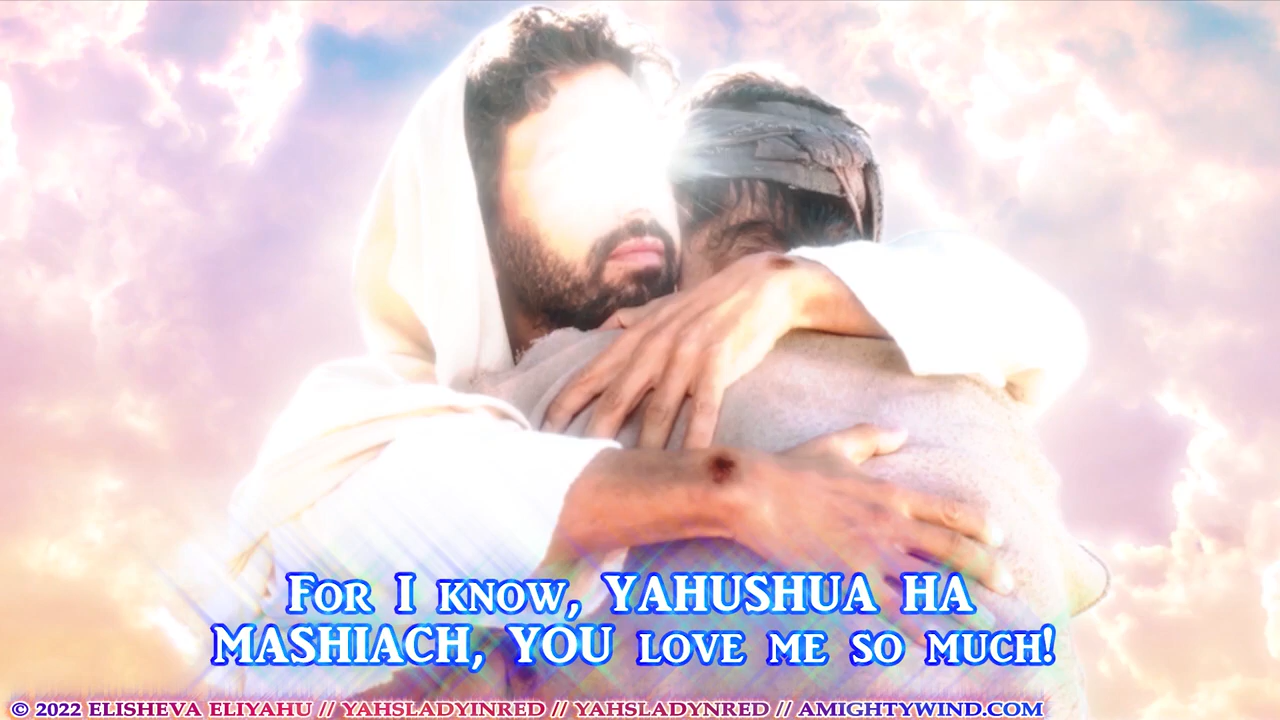 For I know, YAHUSHUA HA
MASHIACH, YOU love me so much!
© 2022 ELISHEVA ELIYAHU // YAHSLADYINRED // YAHSLADYNRED // AMIGHTYWIND.COM